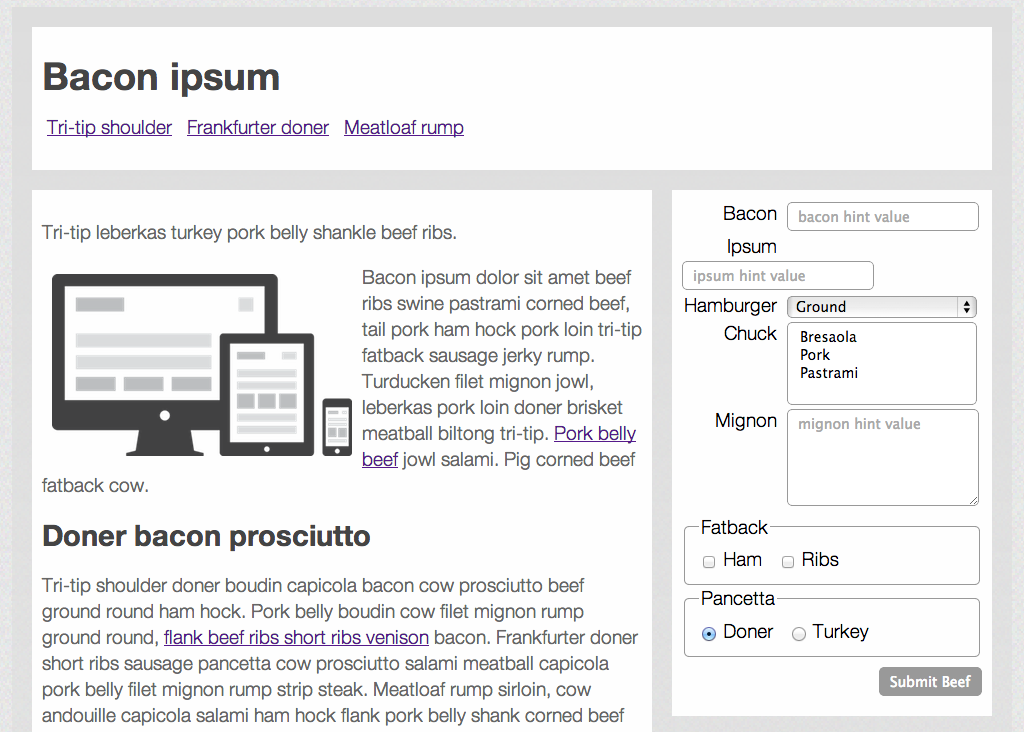 Bacon ipsum
Tri-tip shoulder Frankfurter doner Meatloaf rump
Tri-tip leberkas turkey pork belly shankle beef ribs.
Bacon ipsum dolor sit amet beef
ribs swine pastrami corned beef,
tail pork ham hock pork loin tri-tip
fatback sausage jerky rump.
Turducken filet mignon jowl,
leberkas pork loin doner brisket
meatball biltong tri-tip. Pork belly
beef jowl salami. Pig corned beef
fatback cow.
Doner bacon prosciutto
Tri-tip shoulder doner boudin capicola bacon cow prosciutto beef
ground round ham hock. Pork belly boudin cow filet mignon rump
ground round, flank beef ribs short ribs venison bacon. Frankfurter doner
short ribs sausage pancetta cow prosciutto salami meatball capicola
pork belly filet mignon rump strip steak. Meatloaf rump sirloin, cow
andouille capicola salami ham hock flank pork belly shank corned beef
Bacon bacon hint value
Ipsum
ipsum hint value
Hamburger Ground
Chuck Bresaola
Pork
Pastrami
Mignon mignon hint value
Fatback
Ham Ribs
Pancetta
Doner Turkey
Submit Beef